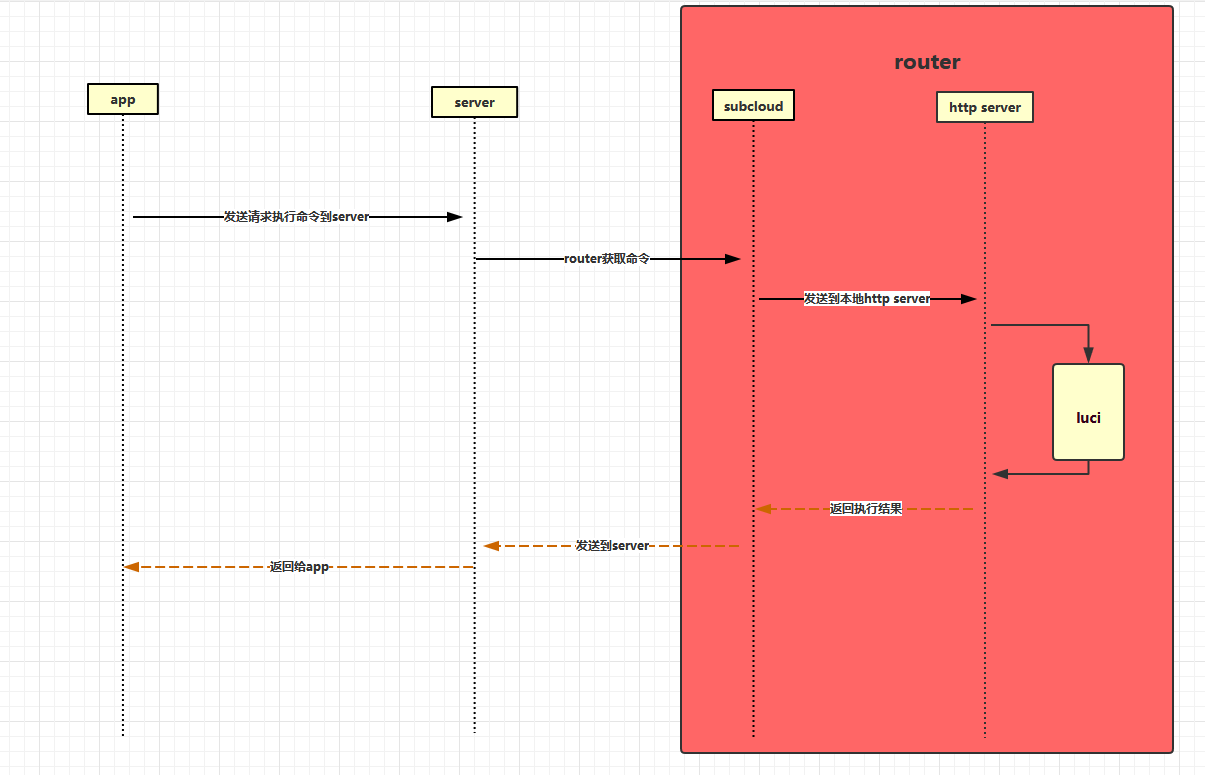 router
app
server
subcloud
http server
发送请求执行命令到server
router获取命令
发送到本地http server
luci
返回执行结果
发送到server
返回给app